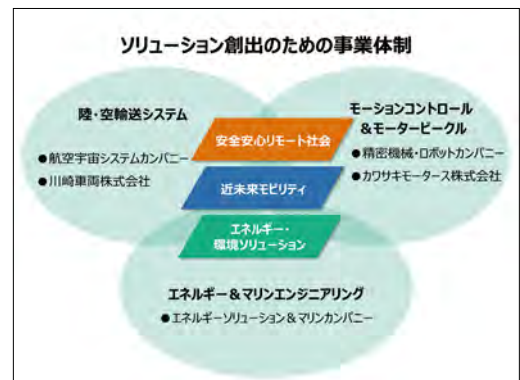 ソリューション創出のための事業体制
陸・空輸送システム
●航空宇宙システムカンパニー
●川崎車両株式会社
モーションコントロール
&モータービークル
●精密機械・ロボットカンパニー
●カワサキモータース株式会社
安全安心リモート社会
近未来モビリティ
エネルギー・
環境ソリューション
エネルギー&マリンエンジニアリング
●エネルギーソリューション&マリンカンパニー